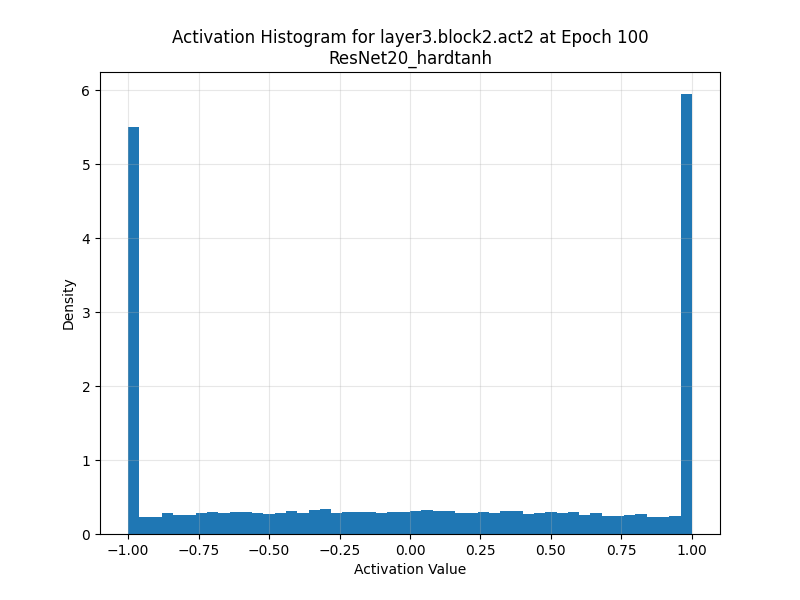 Activation Histogram for layer3.block2.act2 at Epoch 100
ResNet20_hardtanh
6
5
4
3
2
1
0
Density
−1.00 −0.75 −0.50 −0.25 0.00 0.25 0.50 0.75 1.00
Activation Value